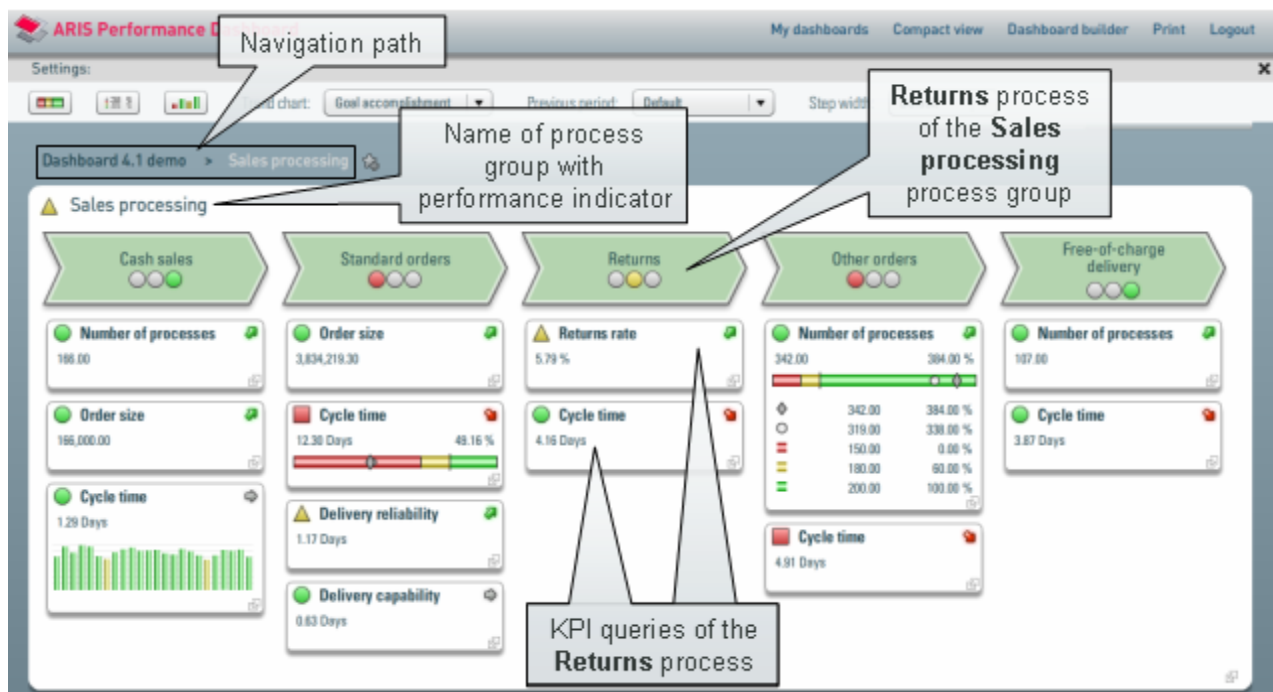 ARIS Performance D
My dashboards Compact view Dashboard builder Print Logout
Navigation path
Settings:
chart: Goal accomplishment Previous period: Default Step width
Returns process
of the Sales
processing
process group
Name of process
group with
performance indicator
Dashboard 4.1 demo > Sales processing
Sales processing
Cash sales
Standard orders
Returns
Other orders
Free-of-charge
delivery
Number of processes
166.00
Order size
166,000.00
Cycle time
1.29 Days
Order size
3,834,219.30
Cycle time
12.30 Days 49.16 %
Delivery reliability
1.17 Days
Delivery capability
0.63 Days
Returns rate
5.79 %
Cycle time
4.16 Days
Number of processes
342.00 384.00 %
342.00 384.00 %
319.00 338.00 %
150.00 0.00 %
180.00 60.00 %
200.00 100.00 %
Cycle time
4.91 Days
Number of processes
107.00
Cycle time
3.87 Days
KPI queries of the
Returns process